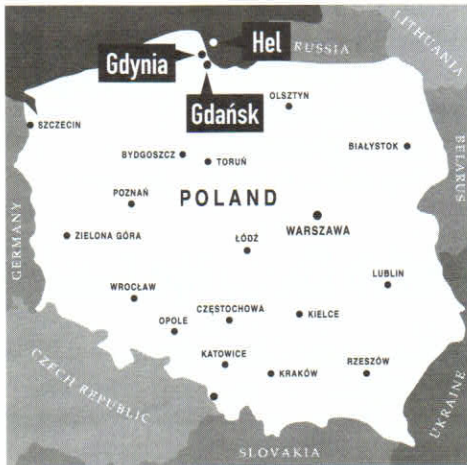 LITHUANIA
Hel
RUSSIA
Gdynia
Gdańsk
OLSZTYN
SZCZECIN
BIAŁYSTOK
BELARUS
BYDGOSZCZ
TORUŃ
POZNAŃ
POLAND
WARSZAWA
GERMANY
ZIELONA GÓRA
ŁÓDŹ
LUBLIN
WROCŁAW
CZĘSTOCHOWA
KIELCE
OPOLE
KATOWICE
KRAKÓW
RZESZÓW
CZECH REPUBLIC
UKRAINE
SLOVAKIA